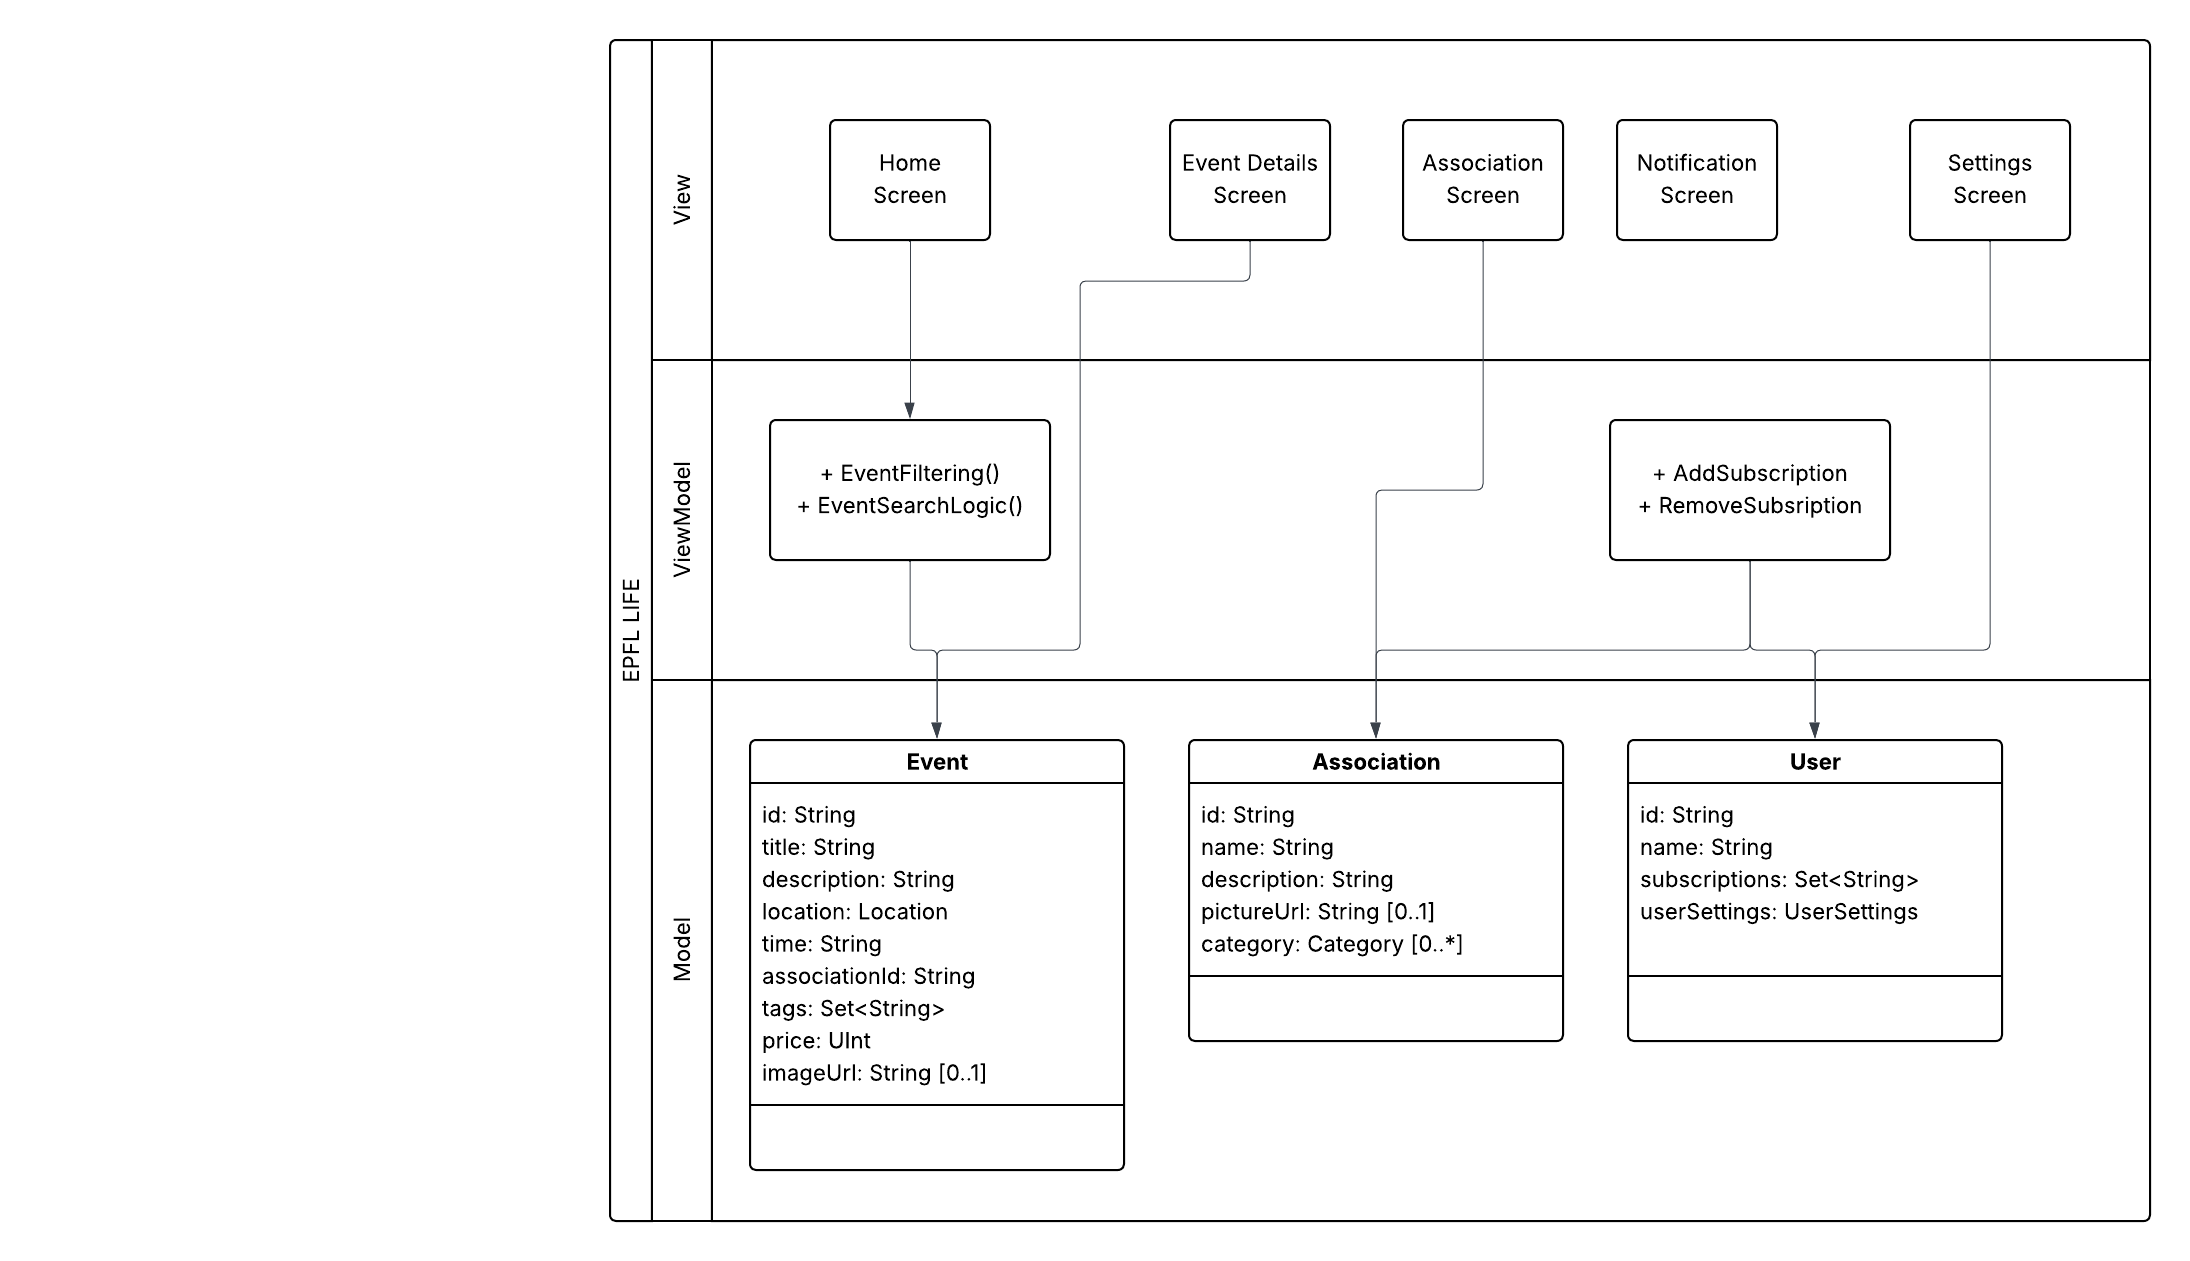 EPFL LIFE
View
Home
Screen
Event Details
Screen
Association
Screen
Notification
Screen
Settings
Screen
ViewModel
+ EventFiltering()
+ EventSearchLogic()
+ AddSubscription
+ RemoveSubsription
Model
Event
id: String
title: String
description: String
location: Location
time: String
associationId: String
tags: Set<String>
price: UInt
imageUrl: String [0..1]
Association
id: String
name: String
description: String
pictureUrl: String [0..1]
category: Category [0..*]
User
id: String
name: String
subscriptions: Set<String>
userSettings: UserSettings